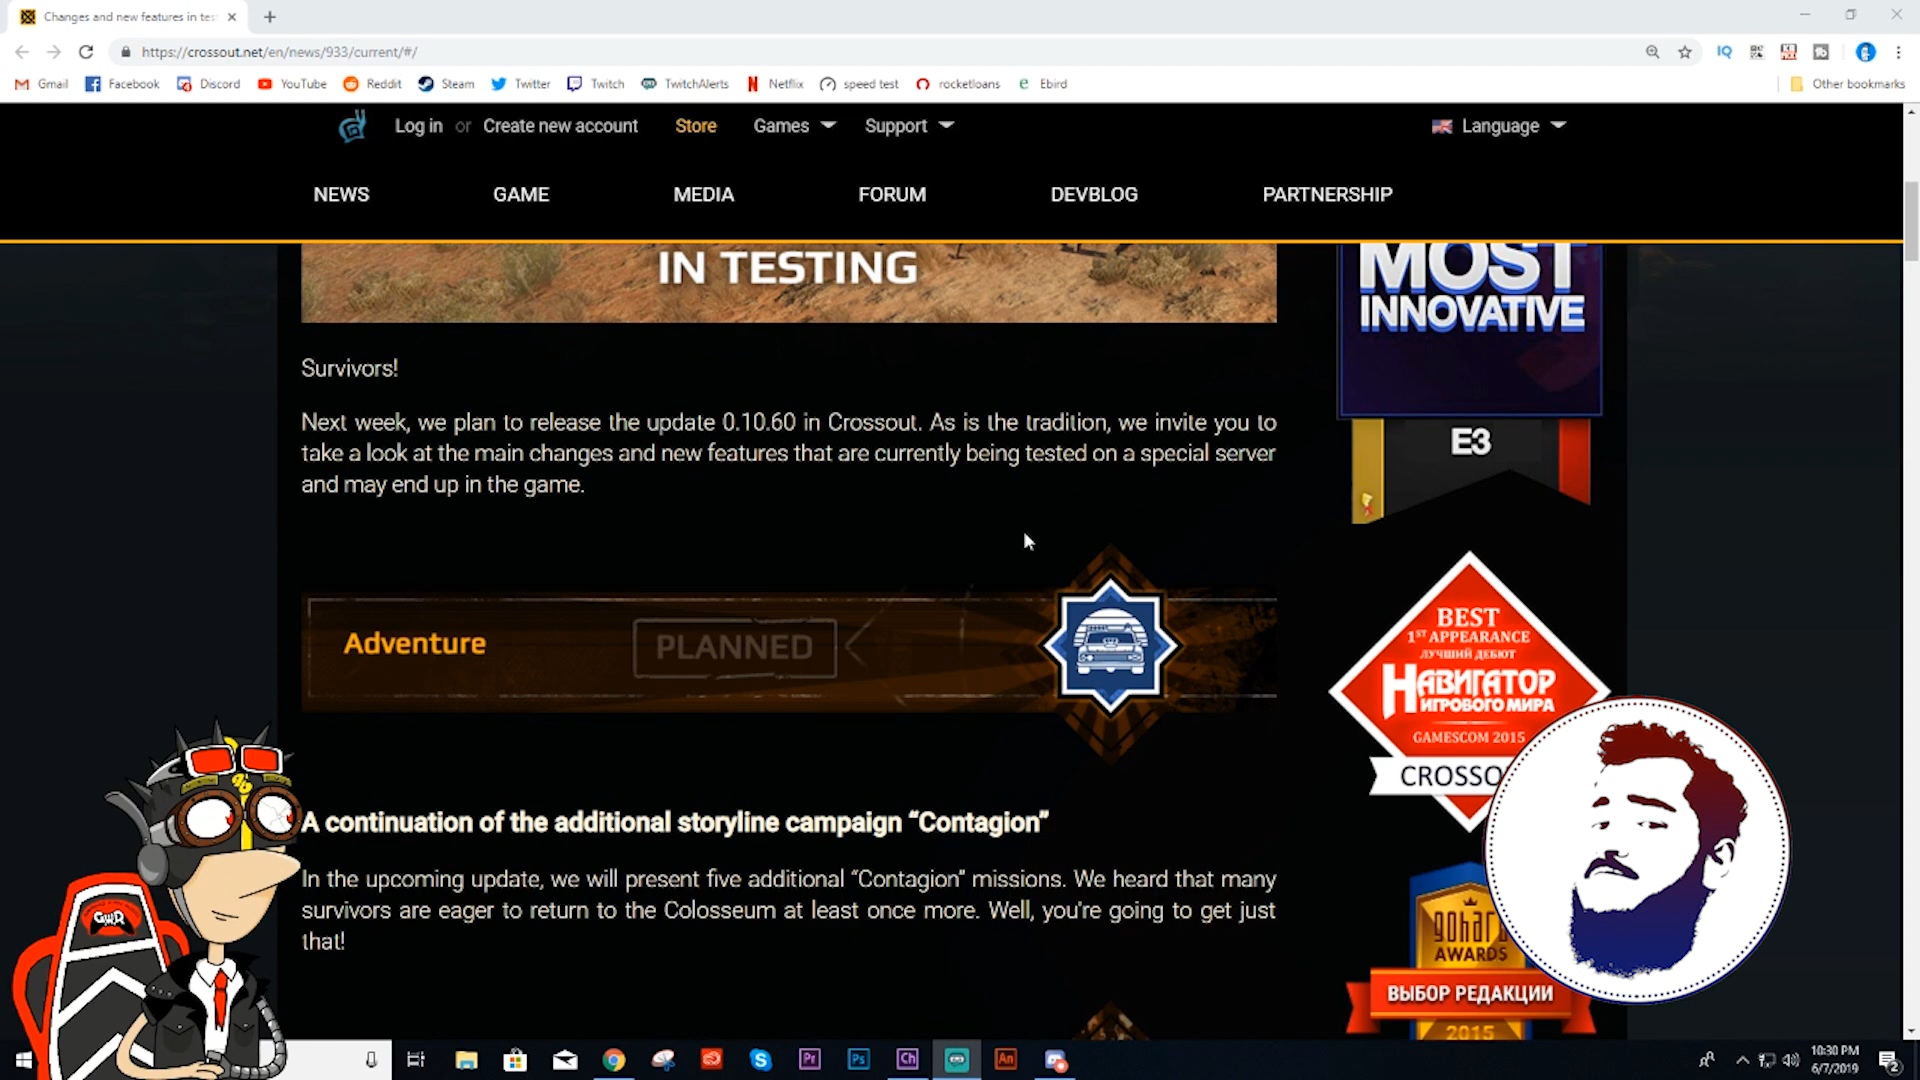 Changes and new features in tes
https://crossout.net/en/news/933/current/#/
Gmail Facebook Discord YouTube Reddit Steam Twitter Twitch TwitchAlerts Netflix speed test rocketloans Ebird Other bookmarks
Log in or Create new account Store Games Support Language
NEWS GAME MEDIA FORUM DEVBLOG PARTNERSHIP
IN TESTING
Survivors!
Next week, we plan to release the update 0.10.60 in Crossout. As is the tradition, we invite you to
take a look at the main changes and new features that are currently being tested on a special server
and may end up in the game.
Adventure
PLANNED
A continuation of the additional storyline campaign “Contagion”
In the upcoming update, we will present five additional “Contagion” missions. We heard that many
survivors are eager to return to the Colosseum at least once more. Well, you're going to get just
that!
MOST
INNOVATIVE
E3
BEST
1ST APPEARANCE
ЛУЧШИЙ ДЕБЮТ
НАВИГАТОР
ИГРОВОГО МИРА
GAMESCOM 2015
CROSSO
goha
AWARDS
ВЫБОР РЕДАКЦИИ
2015
GWR
10:30 PM
6/7/2019
2